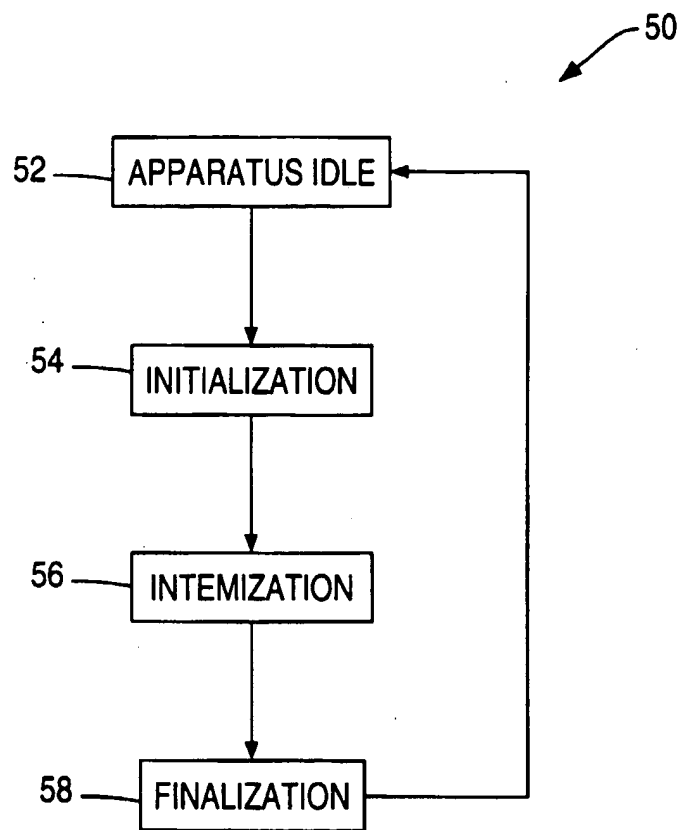 50
52 APPARATUS IDLE
54 INITIALIZATION
56 INTEMIZATION
58 FINALIZATION